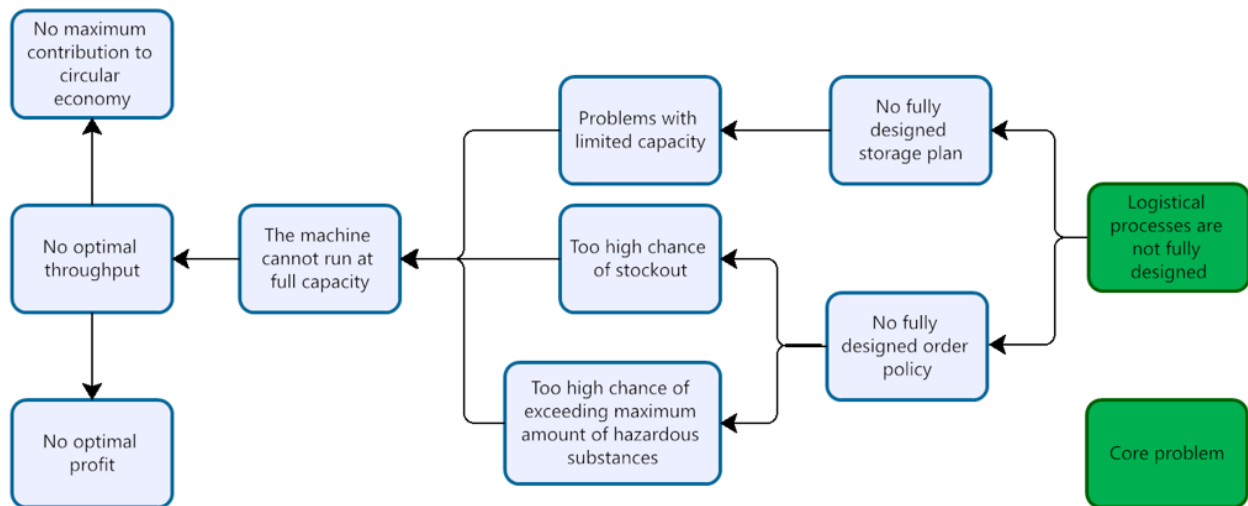 No maximum
contribution to
circular
economy
No optimal
throughput
No optimal
profit
The machine
cannot run at
full capacity
Problems with
limited capacity
Too high chance
of stockout
Too high chance of
exceeding maximum
amount of hazardous
substances
No fully
designed
storage plan
No fully
designed order
policy
Logistical
processes are
not fully
designed
Core problem